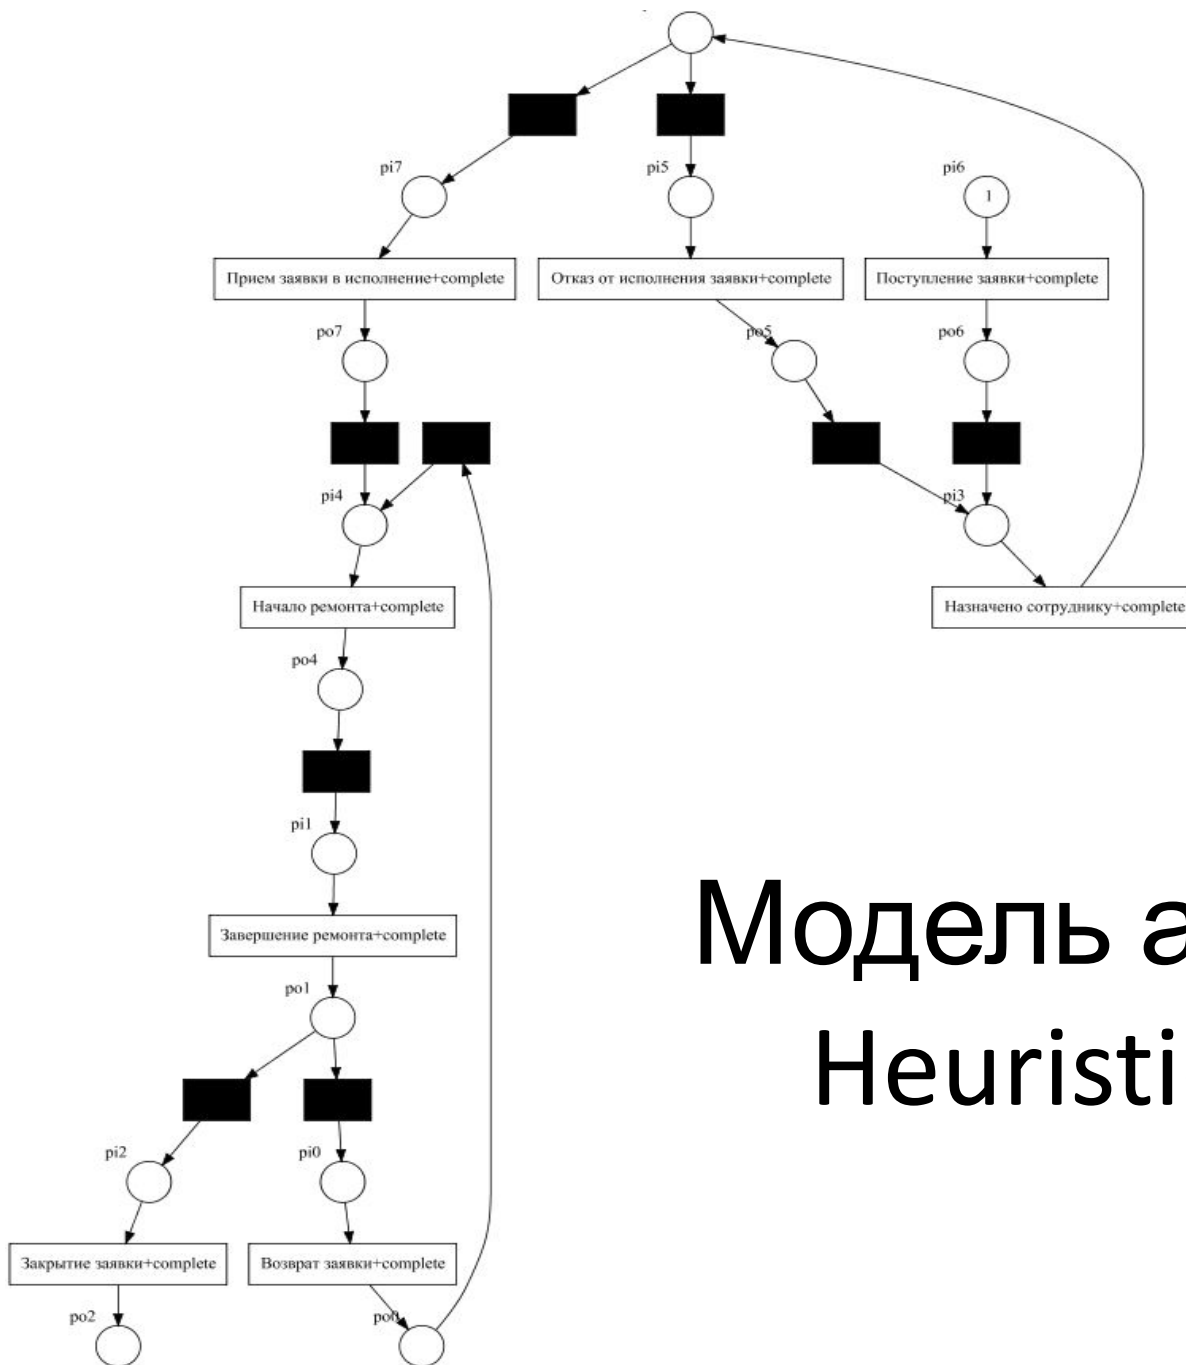 pi7
pi5
pi6
1
Прием заявки в исполнение+complete
Отказ от исполнения заявки+complete
Поступление заявки+complete
po7
po5
po6
pi4
pi3
Начало ремонта+complete
Назначено сотруднику+complete
po4
pi1
Модель а
Heuristi
Завершение ремонта+complete
po1
pi2
pi0
Закрытие заявки+complete
Возврат заявки+complete
po2
po0